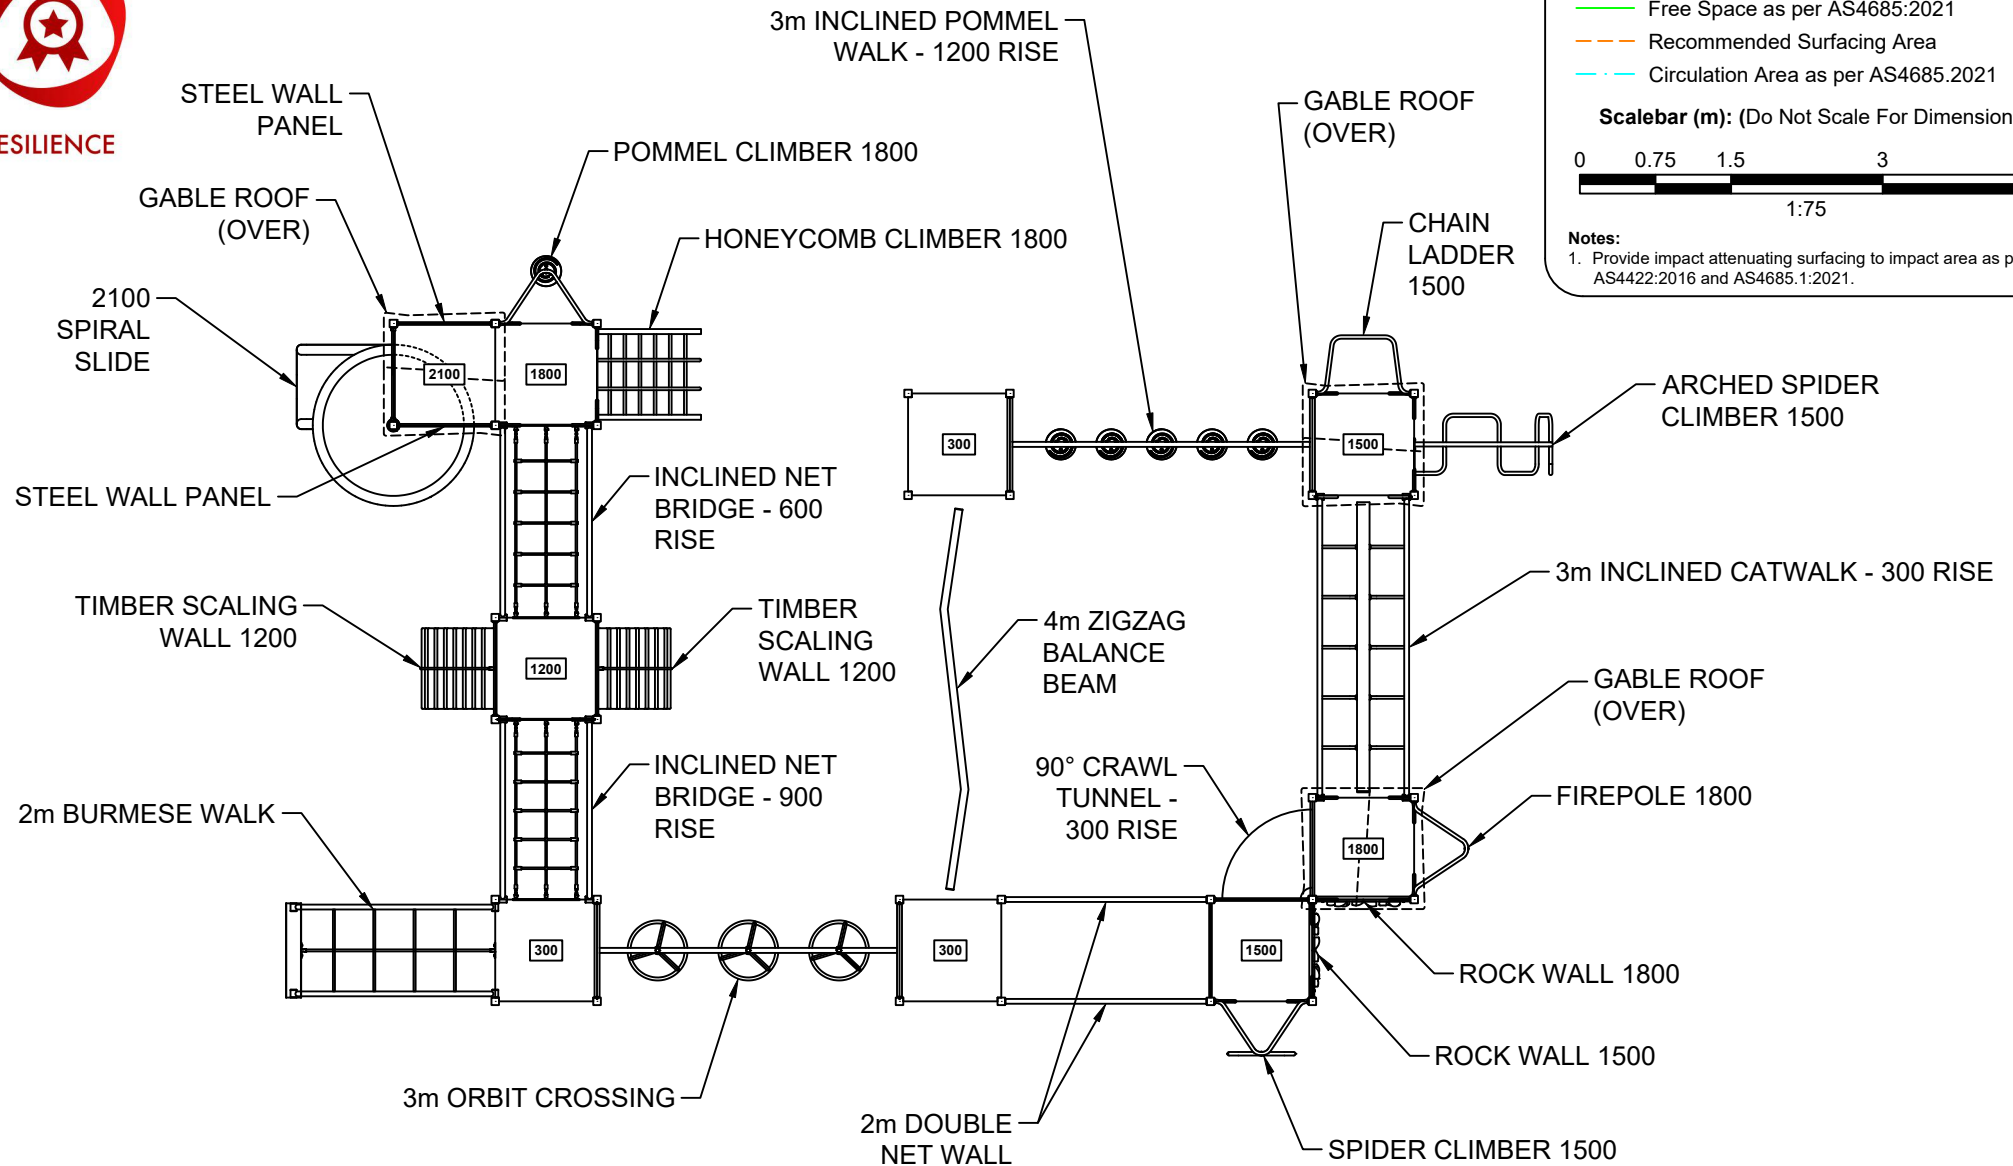 ESILIENCE
3m INCLINED POMMEL
WALK - 1200 RISE
Free Space as per AS4685:2021
Recommended Surfacing Area
Circulation Area as per AS4685.2021
Scalebar (m): (Do Not Scale For Dimension
0 0.75 1.5 3
1:75
Notes:
1. Provide impact attenuating surfacing to impact area as p
AS4422:2016 and AS4685.1:2021.
STEEL WALL
PANEL
POMMEL CLIMBER 1800
GABLE ROOF
(OVER)
HONEYCOMB CLIMBER 1800
2100
SPIRAL
SLIDE
2100
1800
STEEL WALL PANEL
INCLINED NET
BRIDGE - 600
RISE
TIMBER SCALING
WALL 1200
1200
TIMBER
SCALING
WALL 1200
INCLINED NET
BRIDGE - 900
RISE
2m BURMESE WALK
300
3m ORBIT CROSSING
GABLE ROOF
(OVER)
CHAIN
LADDER
1500
300
1500
ARCHED SPIDER
CLIMBER 1500
4m ZIGZAG
BALANCE
BEAM
3m INCLINED CATWALK - 300 RISE
GABLE ROOF
(OVER)
90° CRAWL
TUNNEL -
300 RISE
1800
FIREPOLE 1800
300
1500
ROCK WALL 1800
ROCK WALL 1500
2m DOUBLE
NET WALL
SPIDER CLIMBER 1500